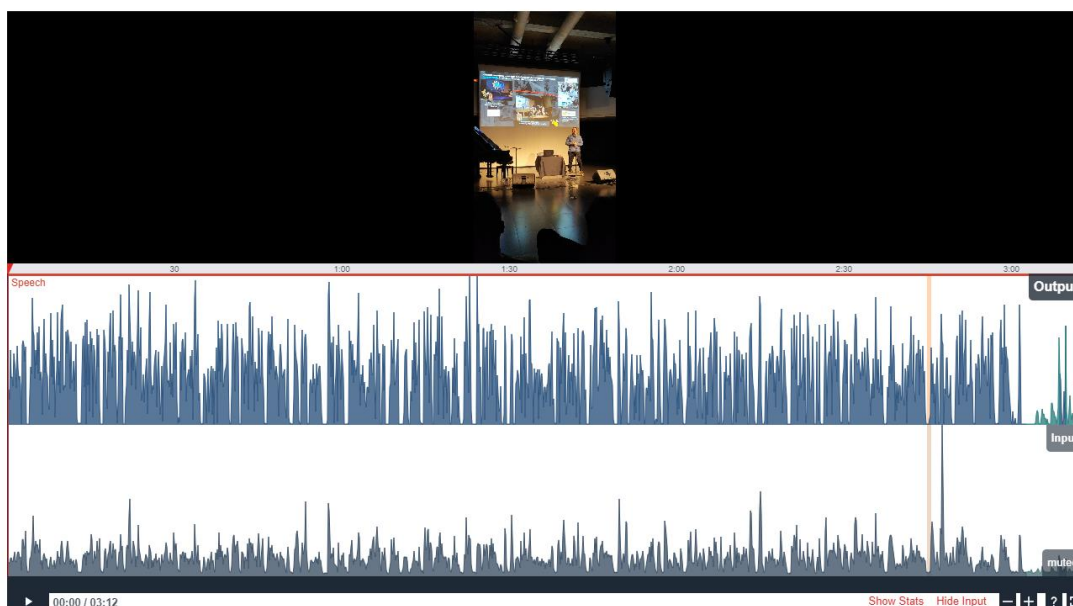 30 1:00 1:30 2:00 2:30 3:00
Speech
Outpu
Inpu
mute
00:00 / 03:12 Show Stats Hide Input ?